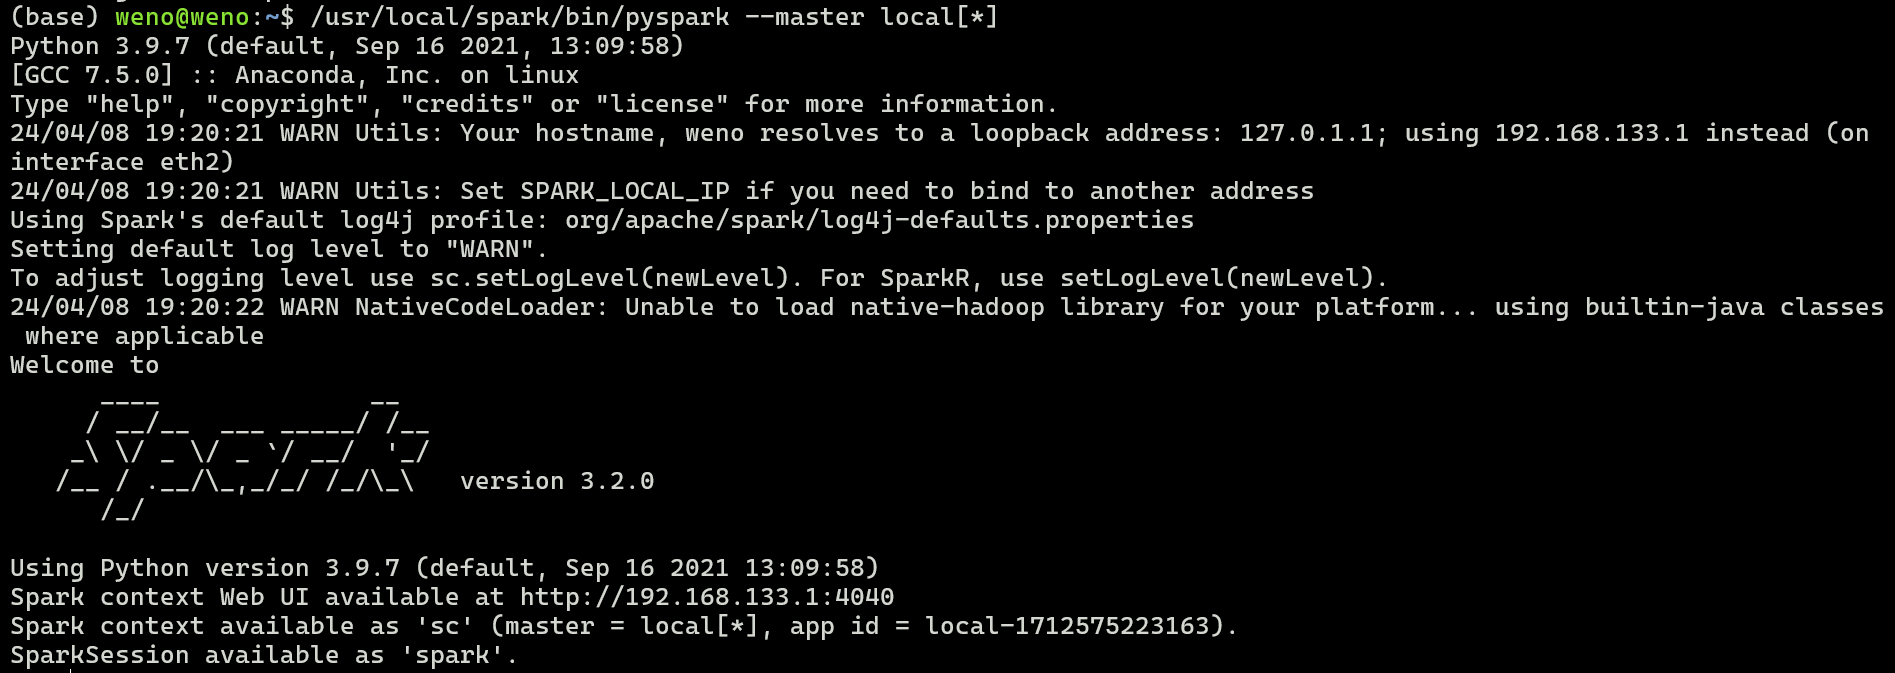 (base) weno@weno:~$ /usr/local/spark/bin/pyspark --master local[*]
Python 3.9.7 (default, Sep 16 2021, 13:09:58)
[GCC 7.5.0] :: Anaconda, Inc. on linux
Type "help", "copyright", "credits" or "license" for more information.
24/04/08 19:20:21 WARN Utils: Your hostname, weno resolves to a loopback address: 127.0.1.1; using 192.168.133.1 instead (on
interface eth2)
24/04/08 19:20:21 WARN Utils: Set SPARK_LOCAL_IP if you need to bind to another address
Using Spark's default log4j profile: org/apache/spark/log4j-defaults.properties
Setting default log level to "WARN".
To adjust logging level use sc.setLogLevel(newLevel). For SparkR, use setLogLevel(newLevel).
24/04/08 19:20:22 WARN NativeCodeLoader: Unable to load native-hadoop library for your platform... using builtin-java classes
 where applicable
Welcome to
      ____              __
     / __/__  ___ _____/ /__
    _\ \/ _ \/ _ `/ __/  '_/
   /__ / .__/\_,_/_/ /_/\_\   version 3.2.0
      /_/

Using Python version 3.9.7 (default, Sep 16 2021 13:09:58)
Spark context Web UI available at http://192.168.133.1:4040
Spark context available as 'sc' (master = local[*], app id = local-1712575223163).
SparkSession available as 'spark'.